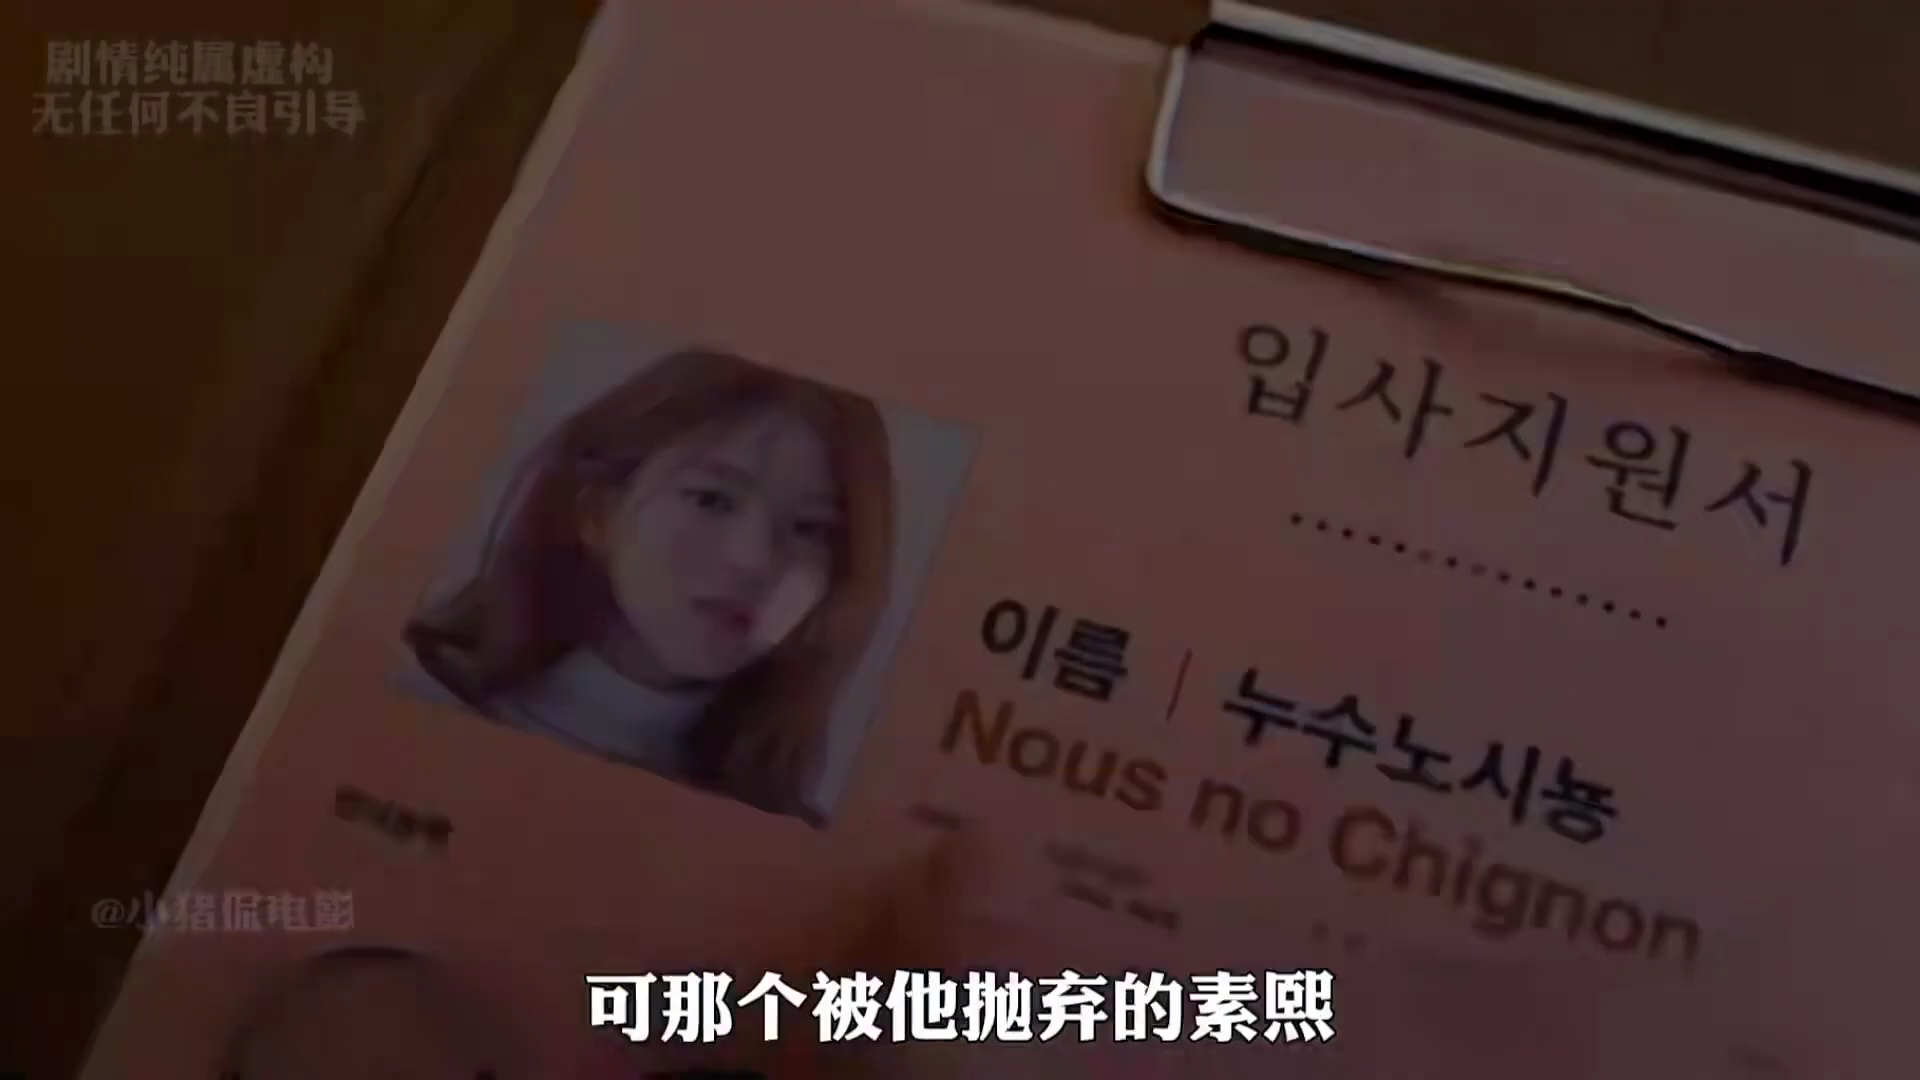 剧情纯属虚构
无任何不良引导
입사지원서
이름 | 누수노시뇽
Nous no Chignon
@小猪侃电影
可那个被他抛弃的素熙